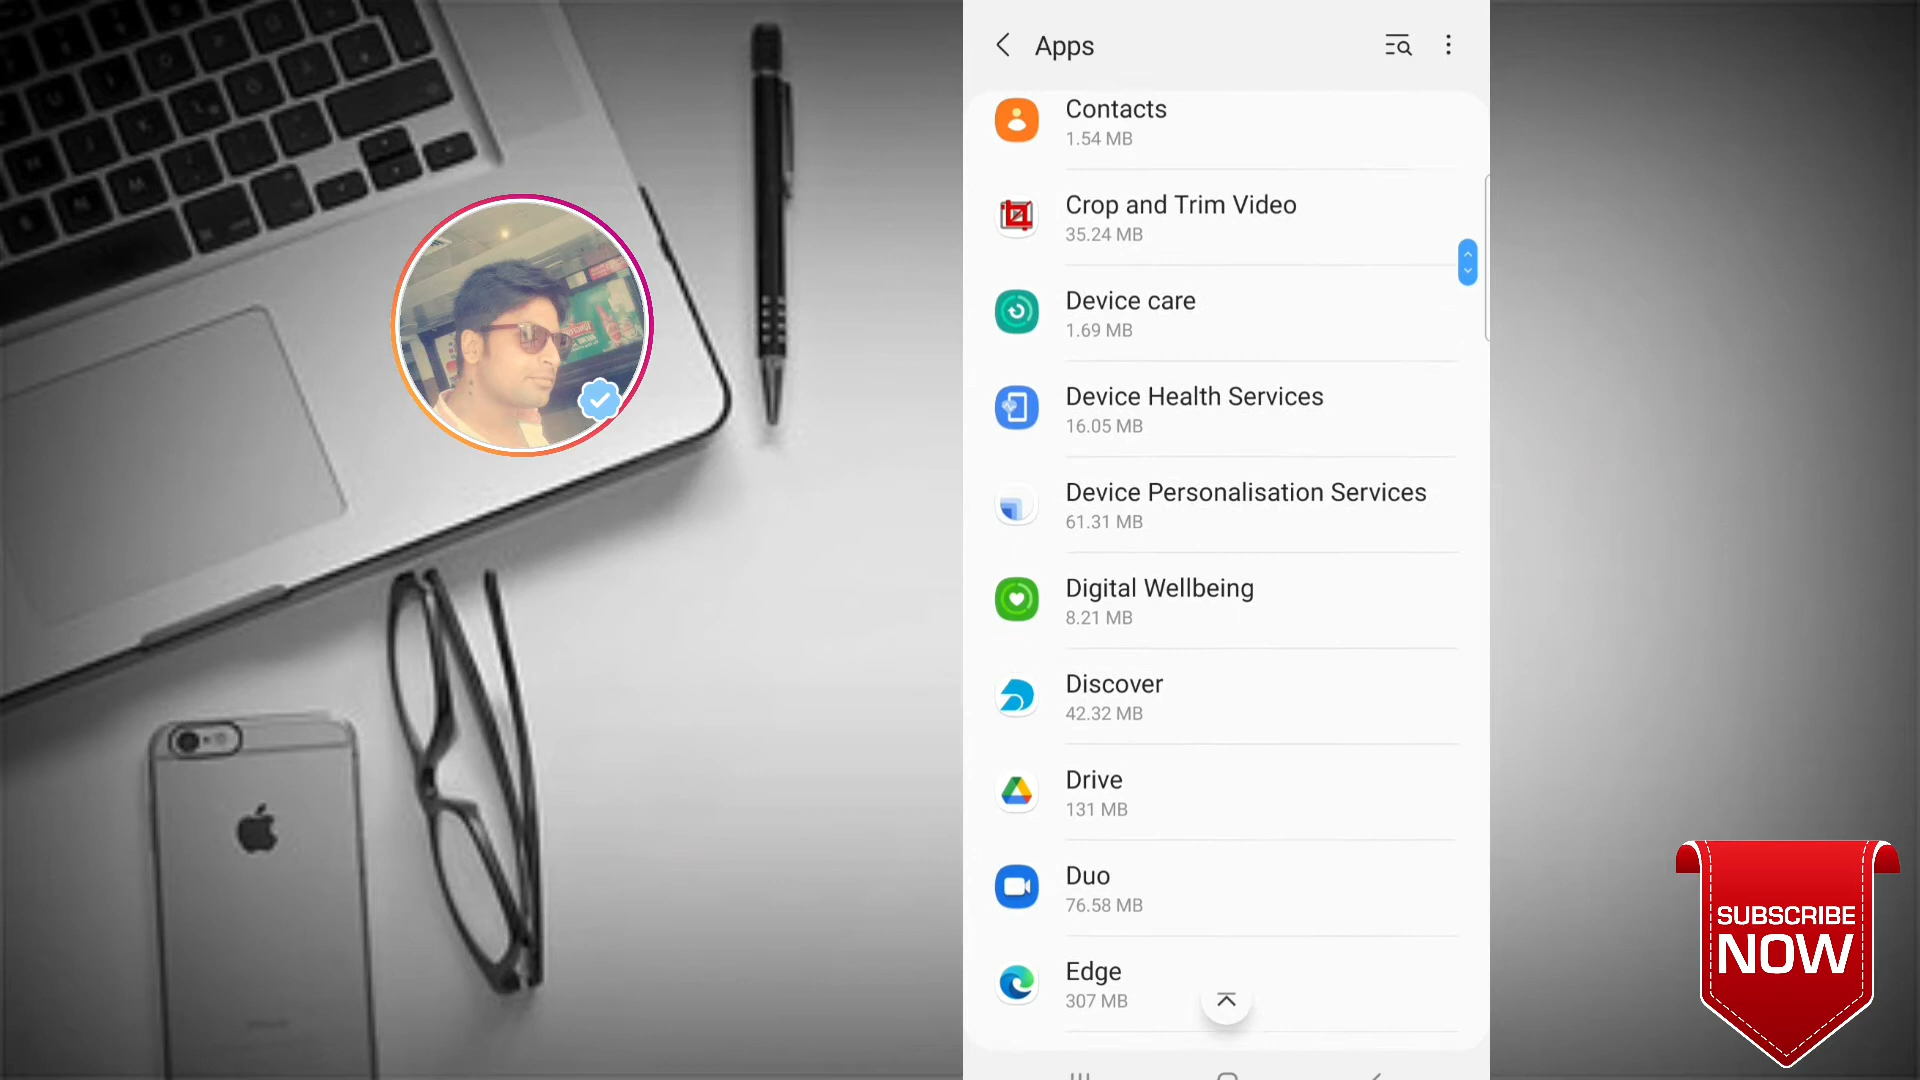 Apps
Contacts
1.54 MB
Crop and Trim Video
35.24 MB
Device care
1.69 MB
Device Health Services
16.05 MB
Device Personalisation Services
61.31 MB
Digital Wellbeing
8.21 MB
Discover
42.32 MB
Drive
131 MB
Duo
76.58 MB
Edge
307 MB
SUBSCRIBE
NOW